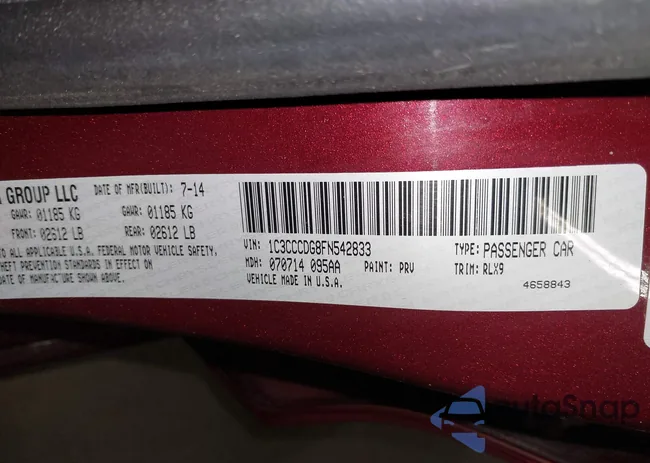 GROUP LLC DATE OF MFR(BUILT): 7-14
GAWR: 01185 KG GAWR: 01185 KG
FRONT: 02612 LB REAR: 02612 LB
TO ALL APPLICABLE U.S.A. FEDERAL MOTOR VEHICLE SAFETY,
THEFT PREVENTION STANDARDS IN EFFECT ON
DATE OF MANUFACTURE SHOWN ABOVE.
VIN: 1C3CCCDG8FN542833 TYPE: PASSENGER CAR
MDH: 070714 095AA PAINT: PRV TRIM: RLX9
VEHICLE MADE IN U.S.A. 4658843
autoSnap